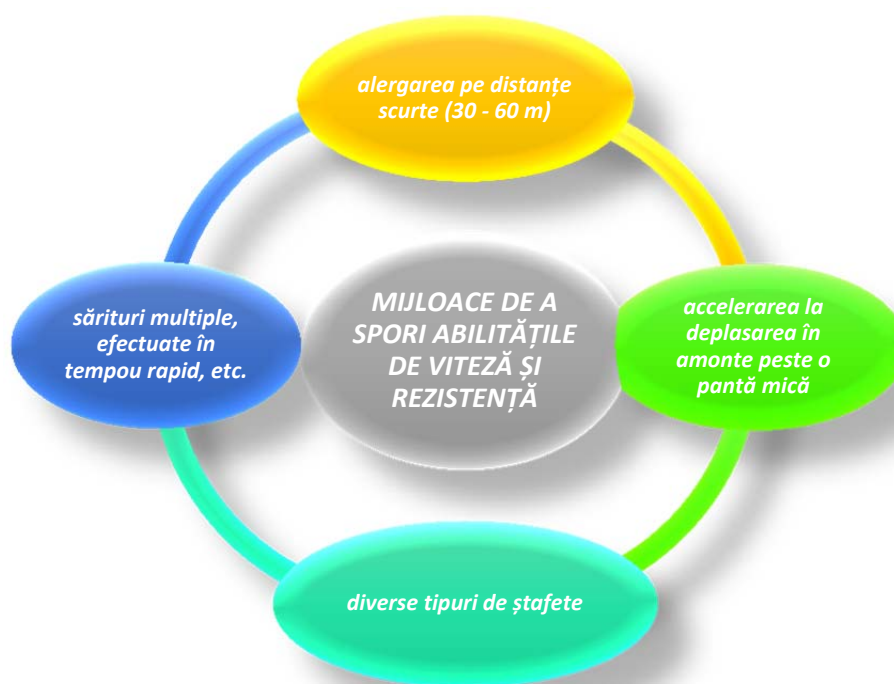 alergarea pe distanțe
scurte (30 - 60 m)
MIJLOACE DE A
SPORI ABILITĂȚILE
DE VITEZĂ ȘI
REZISTENȚĂ
accelerarea la
deplasarea în
amonte peste o
pantă mică
diverse tipuri de ștafete
sărituri multiple,
efectuate în
tempou rapid, etc.